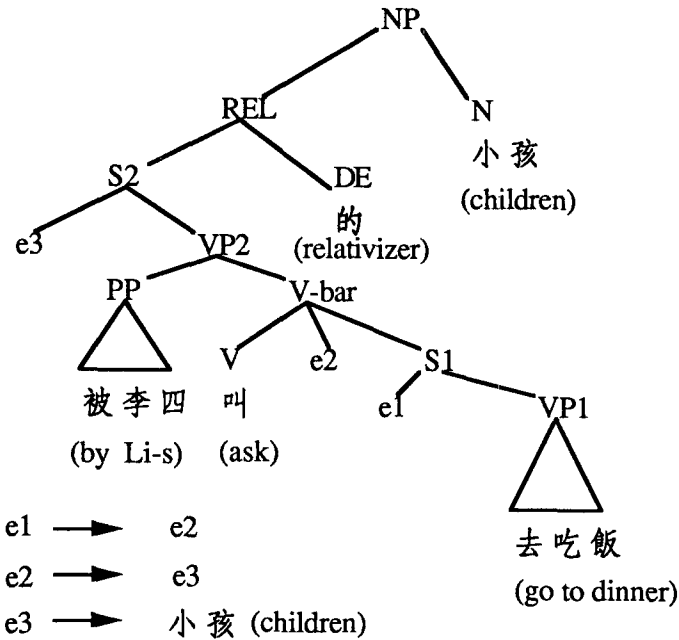 NP
REL
N
小孩
(children)
S2
DE
的
(relativizer)
e3
VP2
PP
V-bar
V
e2
S1
e1
VP1
被李四
叫
(by Li-s)
(ask)
去吃飯
(go to dinner)
e1 → e2
e2 → e3
e3 → 小孩 (children)